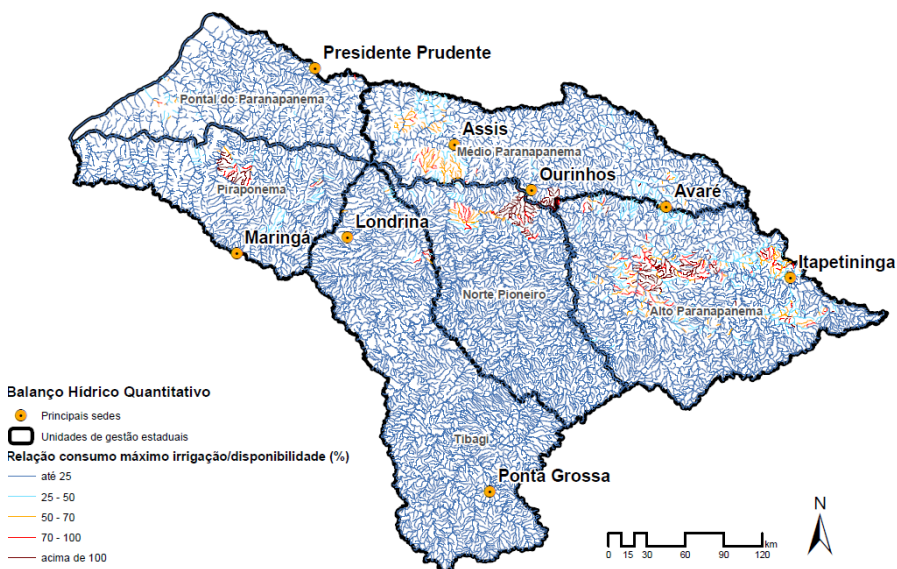 Presidente Prudente
Pontal do Paranapanema
Assis
Medio Paranapanema
Ourinhos
Avaré
Piraponema
Londrina
Maringá
Itapetininga
Norte Pioneiro
Alto Paranapanema
Tibagi
Ponta Grossa
Balanço Hídrico Quantitativo
Principais sedes
Unidades de gestão estaduais
Relação consumo máximo irrigação/disponibilidade (%)
até 25
25 - 50
50 - 70
70 - 100
acima de 100
N
km
0 15 30 60 90 120